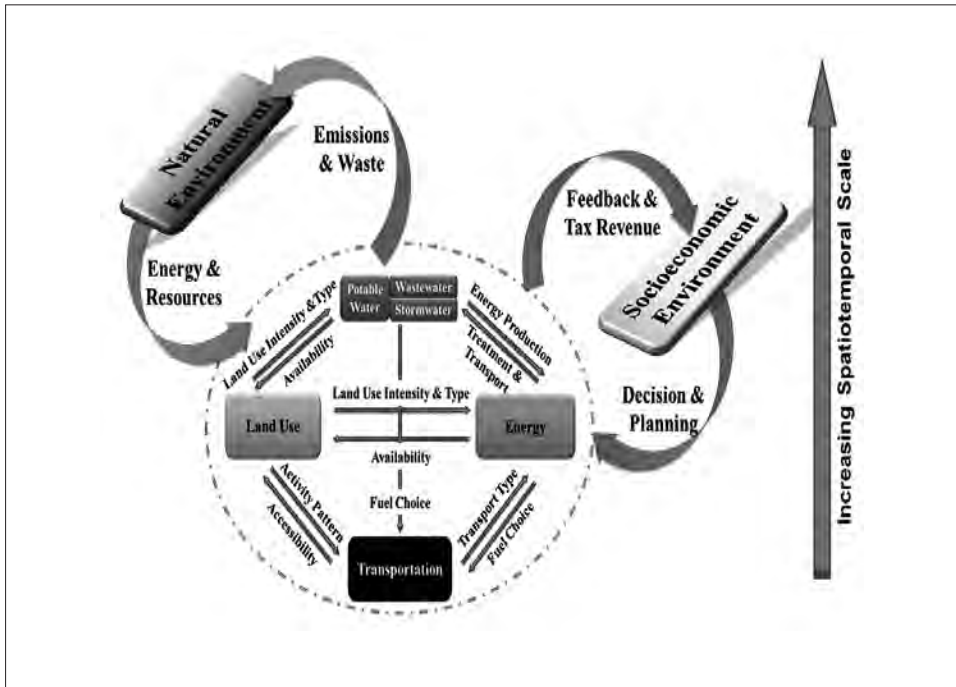 Natural
Environment
Emissions
& Waste
Energy &
Resources
Feedback &
Tax Revenue
Socioeconomic
Environment
Decision &
Planning
Increasing Spatiotemporal Scale
Potable
Water
Wastewater
Stormwater
Land Use Intensity &Type
Availability
Energy Production
Treatment &
Transport
Land Use Intensity & Type
Land Use
Energy
Availability
Activity Pattern
Accessibility
Fuel Choice
Transport Type
Fuel Choice
Transportation